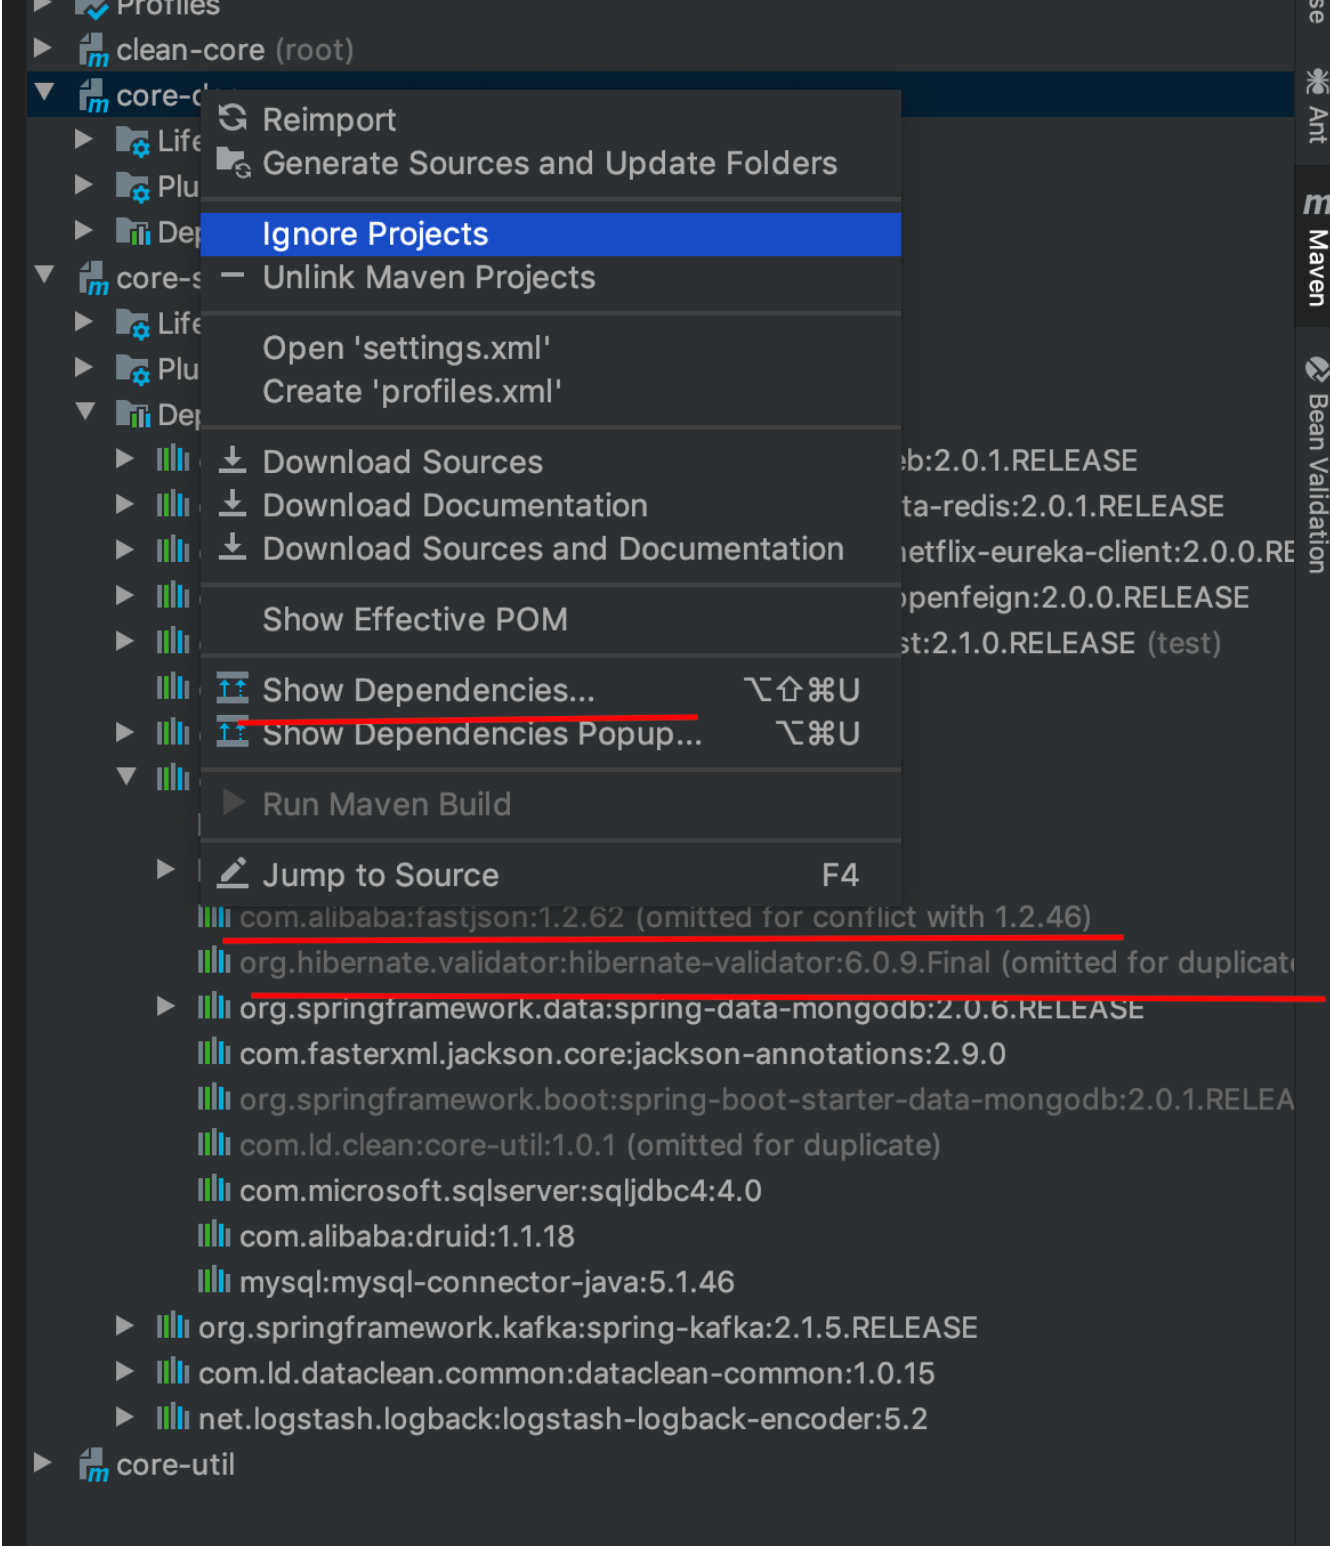 Profiles
clean-core (root)
core-d
Reimport
Life
Generate Sources and Update Folders
Plu
Dep
Ignore Projects
core-s
Unlink Maven Projects
Life
Open 'settings.xml'
Plu
Create 'profiles.xml'
Dep
Download Sources
eb:2.0.1.RELEASE
Download Documentation
ta-redis:2.0.1.RELEASE
Download Sources and Documentation
netflix-eureka-client:2.0.0.RE
openfeign:2.0.0.RELEASE
Show Effective POM
st:2.1.0.RELEASE (test)
Show Dependencies... ⌥⇧⌘U
Show Dependencies Popup... ⌥⌘U
Run Maven Build
Jump to Source F4
com.alibaba:fastjson:1.2.62 (omitted for conflict with 1.2.46)
org.hibernate.validator:hibernate-validator:6.0.9.Final (omitted for duplicate
org.springframework.data:spring-data-mongodb:2.0.6.RELEASE
com.fasterxml.jackson.core:jackson-annotations:2.9.0
org.springframework.boot:spring-boot-starter-data-mongodb:2.0.1.RELEA
com.ld.clean:core-util:1.0.1 (omitted for duplicate)
com.microsoft.sqlserver:sqljdbc4:4.0
com.alibaba:druid:1.1.18
mysql:mysql-connector-java:5.1.46
org.springframework.kafka:spring-kafka:2.1.5.RELEASE
com.ld.dataclean.common:dataclean-common:1.0.15
net.logstash.logback:logstash-logback-encoder:5.2
core-util
se
Ant
Maven
Bean Validation